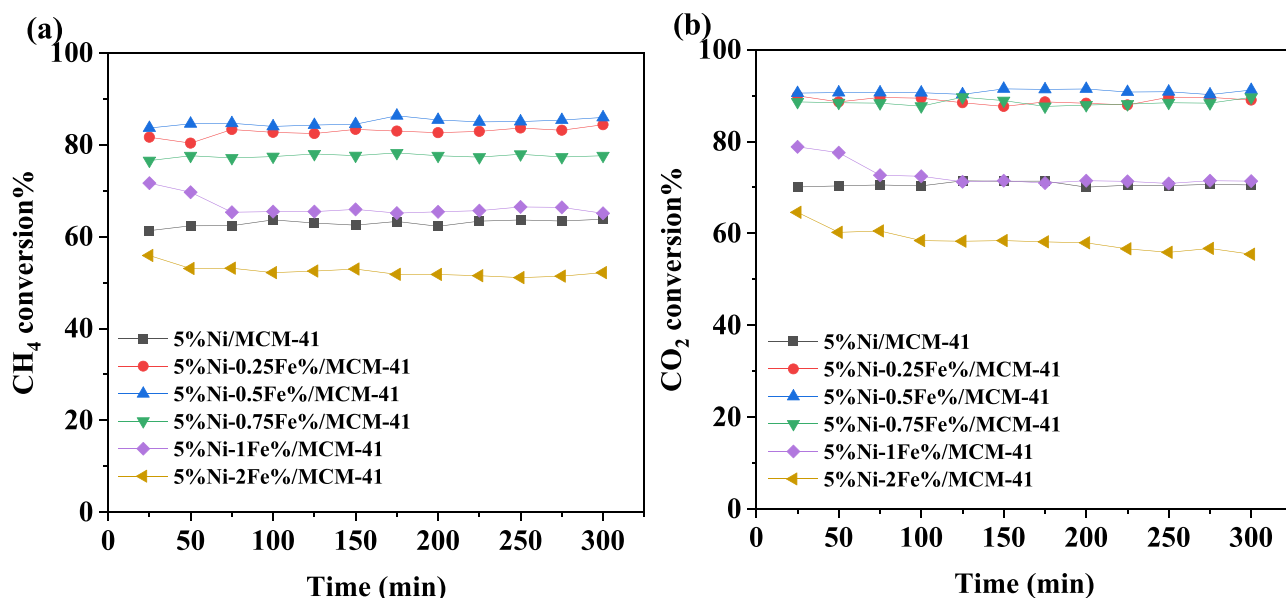 (a)
CH4 conversion%
100
80
60
40
20
0
5%Ni/MCM-41
5%Ni-0.25Fe%/MCM-41
5%Ni-0.5Fe%/MCM-41
5%Ni-0.75Fe%/MCM-41
5%Ni-1Fe%/MCM-41
5%Ni-2Fe%/MCM-41
0 50 100 150 200 250 300
Time (min)
(b)
CO2 conversion%
100
80
60
40
20
0
5%Ni/MCM-41
5%Ni-0.25Fe%/MCM-41
5%Ni-0.5Fe%/MCM-41
5%Ni-0.75Fe%/MCM-41
5%Ni-1Fe%/MCM-41
5%Ni-2Fe%/MCM-41
0 50 100 150 200 250 300
Time (min)